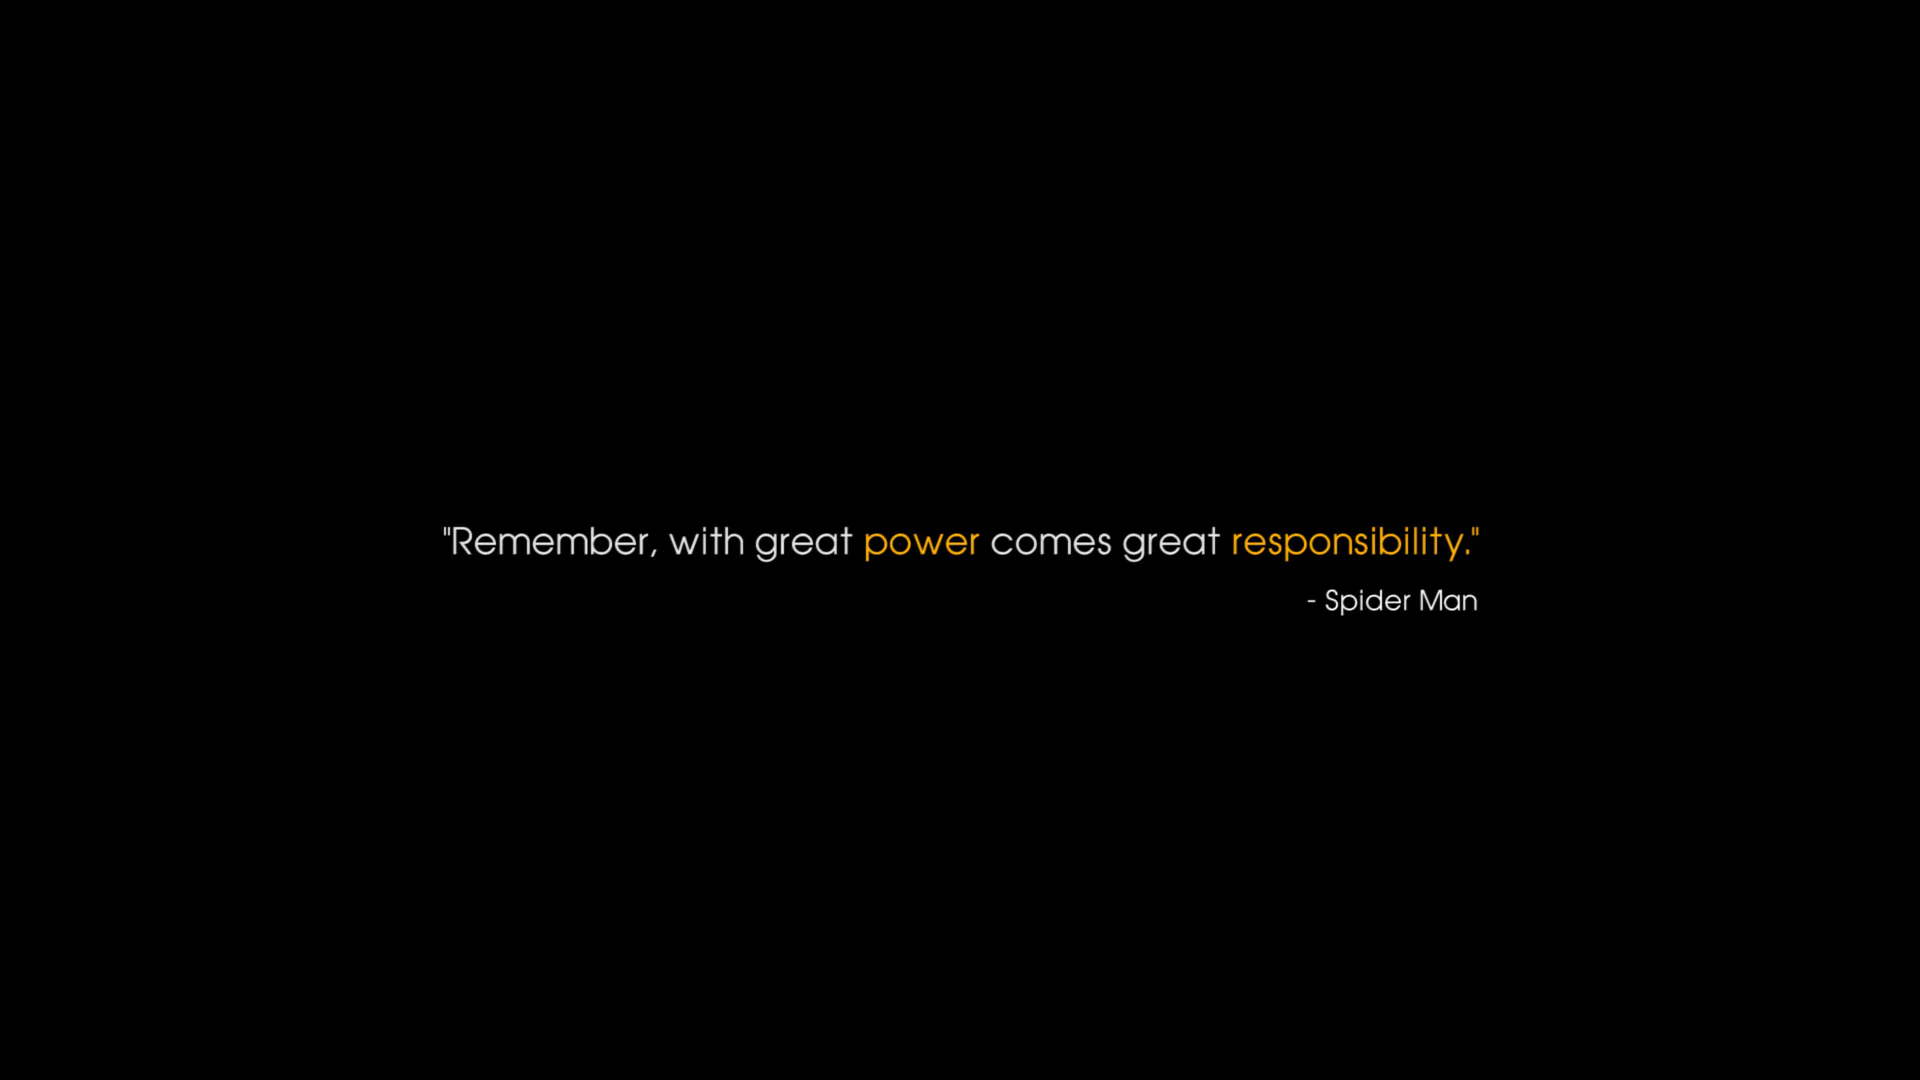 "Remember, with great power comes great responsibility."
- Spider Man